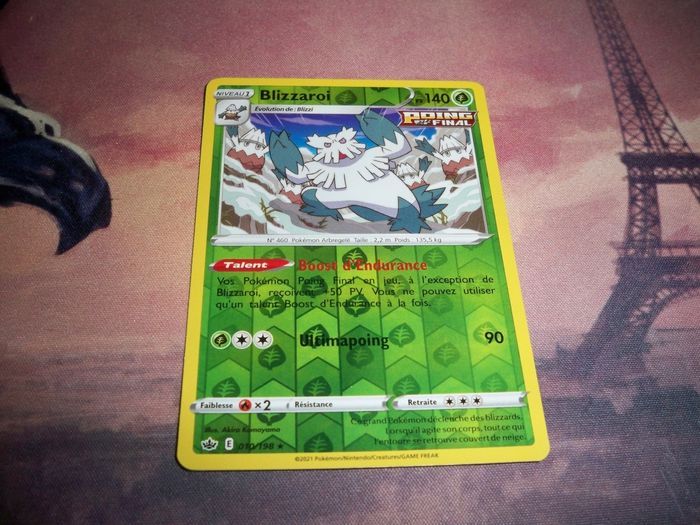 NIVEAU 1
Blizzaroi
PV 140
Évolution de : Blizzi
POING FINAL
N° 460 Pokémon Arbregelé. Taille : 2,2 m. Poids : 135,5 kg
Talent Boost d'Endurance
Vos Pokémon Poing Final en jeu, à l'exception de
Blizzaroi, reçoivent +50 PV. Vous ne pouvez utiliser
qu'un talent Boost d'Endurance à la fois.
Ultimapoing 90
Faiblesse ×2 Résistance Retraite
Illus. Akira Komayama
Ce grand Pokémon déclenche des blizzards.
Lorsqu'il agite son corps, tout ce qui
l'entoure se retrouve couvert de neige.
E 010/198 ★
©2021 Pokémon/Nintendo/Creatures/GAME FREAK